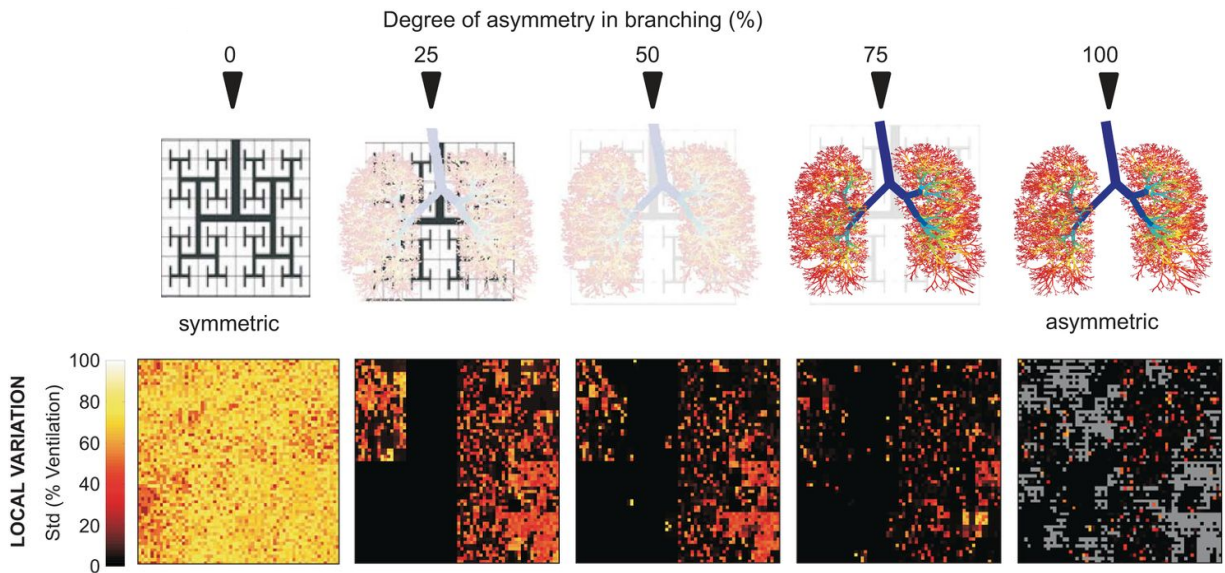 Degree of asymmetry in branching (%)
0 25 50 75 100
symmetric asymmetric
LOCAL VARIATION
Std (% Ventilation)
100
80
60
40
20
0